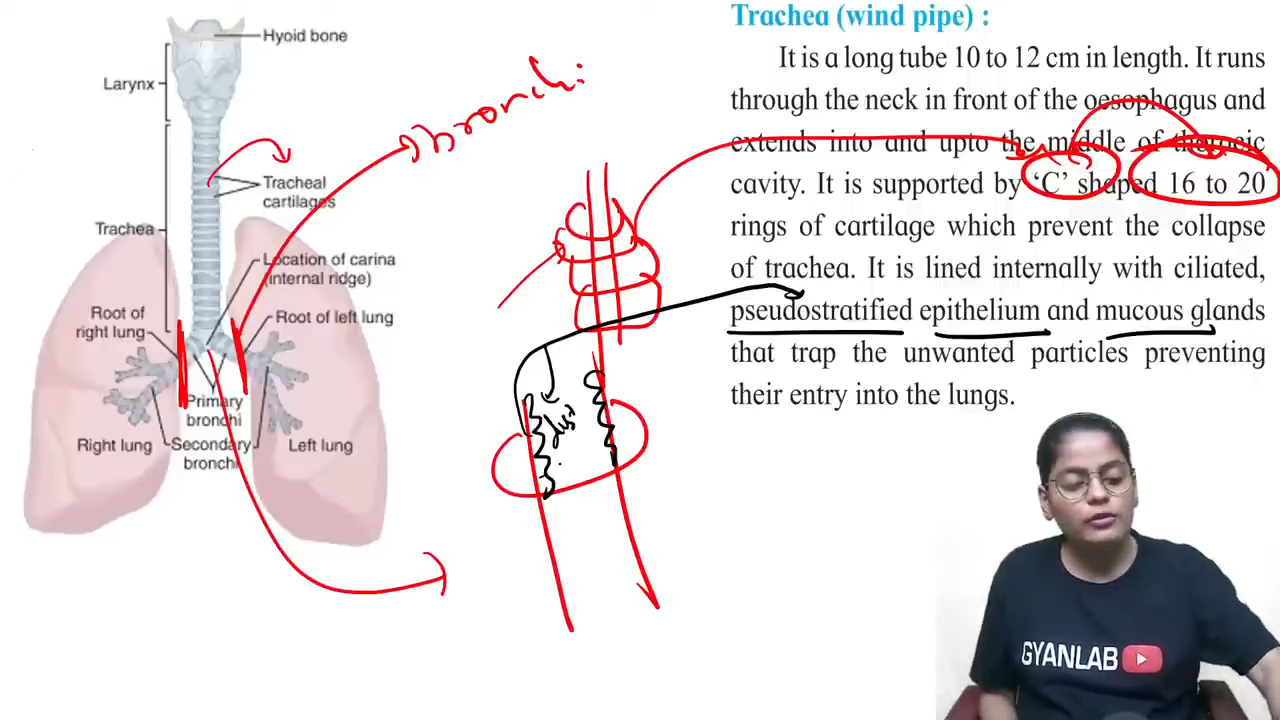 Hyoid bone
Larynx
Tracheal
cartilages
Trachea
Location of carina
(internal ridge)
Root of
right lung
Root of left lung
Primary
bronchi
Right lung
Secondary
bronchi
Left lung
bronchi
dust
Trachea (wind pipe) :
It is a long tube 10 to 12 cm in length. It runs
through the neck in front of the oesophagus and
extends into and upto the middle of thoracic
cavity. It is supported by ‘C’ shaped 16 to 20
rings of cartilage which prevent the collapse
of trachea. It is lined internally with ciliated,
pseudostratified epithelium and mucous glands
that trap the unwanted particles preventing
their entry into the lungs.
GYANLAB